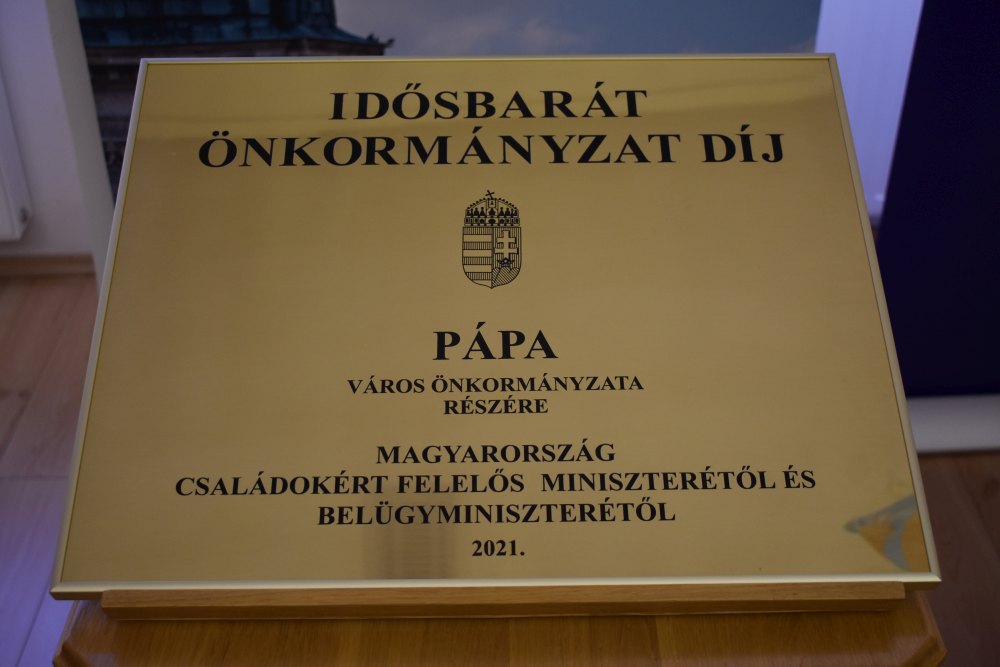 IDŐSBARÁT
ÖNKORMÁNYZAT DÍJ
PÁPA
VÁROS ÖNKORMÁNYZATA
RÉSZÉRE
MAGYARORSZÁG
CSALÁDOKÉRT FELELŐS MINISZTERÉTŐL ÉS
BELÜGYMINISZTERÉTŐL
2021.